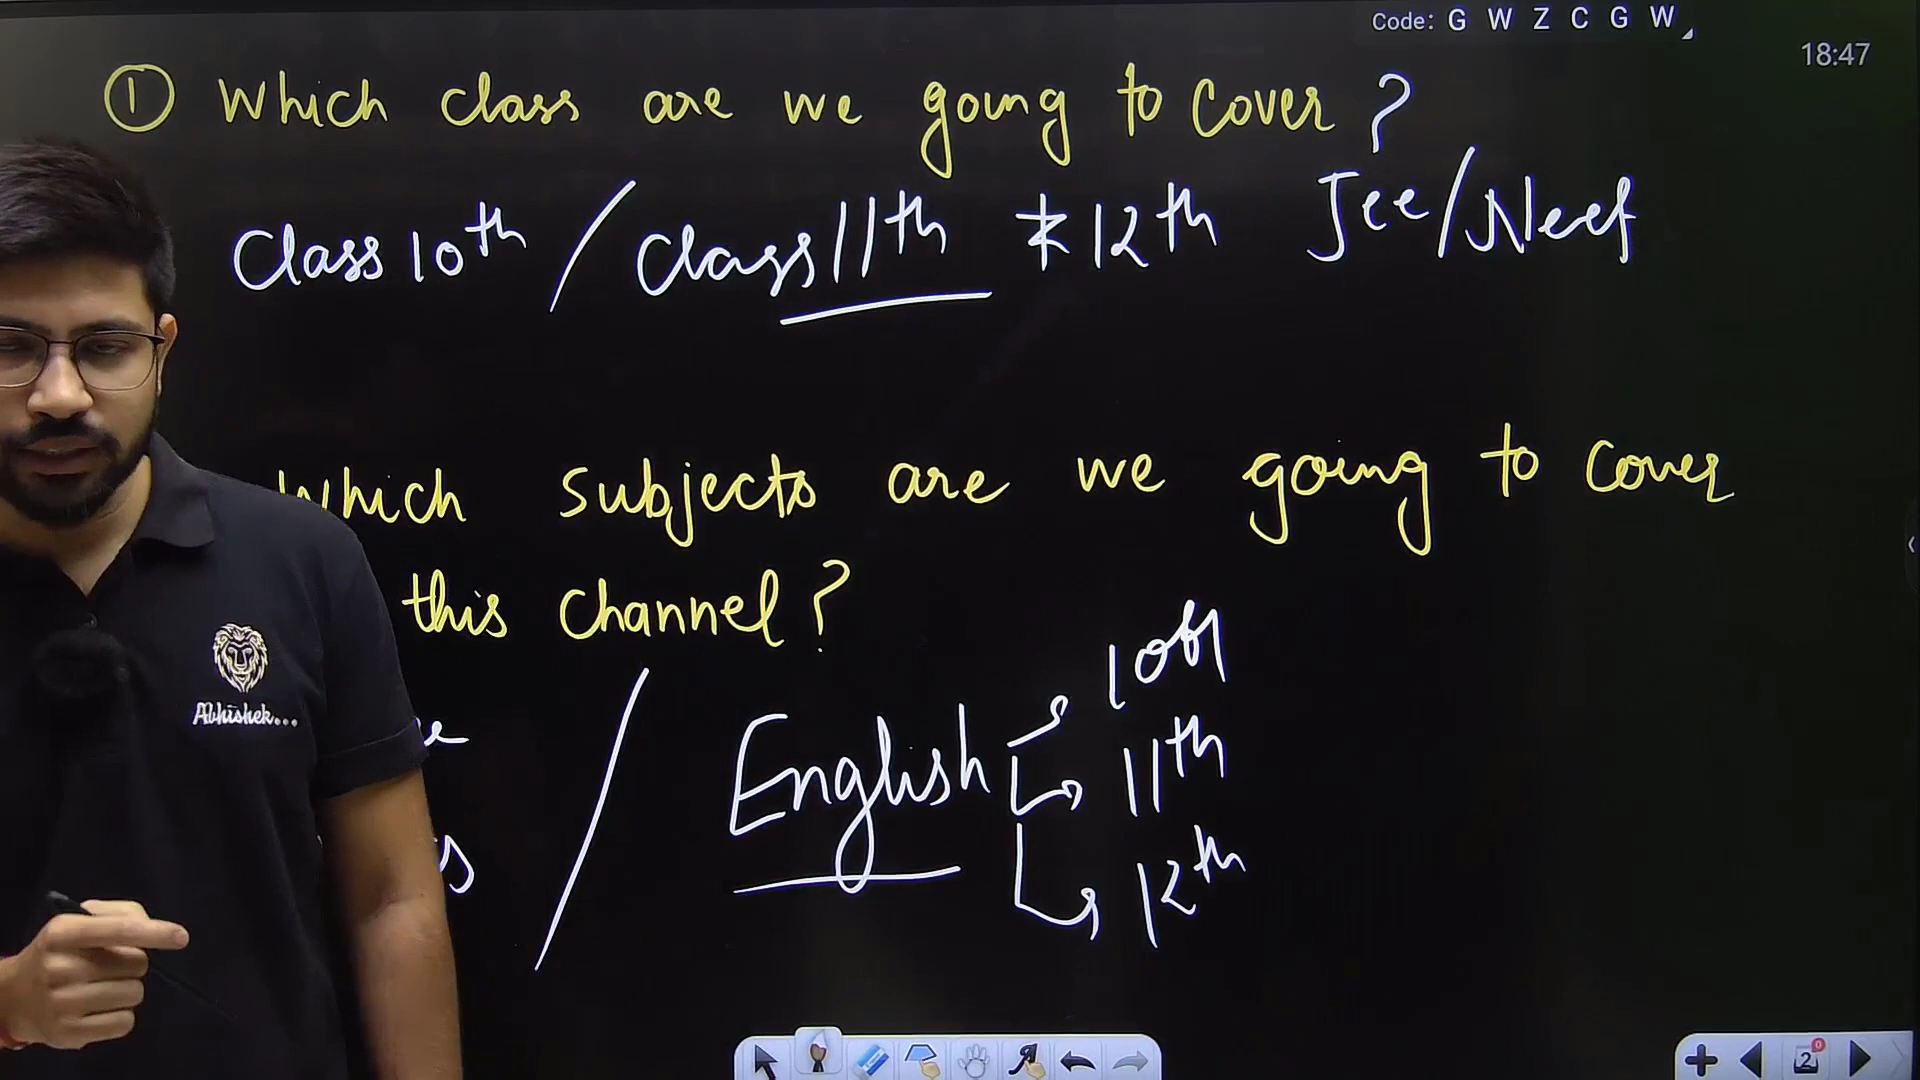 Code: G W Z C G W
18:47
① Which class are we going to cover ?
Class 10th / Class 11th & 12th Jee/Neet
Which subjects are we going to cover
this channel ?
/ English
10th
11th
12th
Abhishek...
2